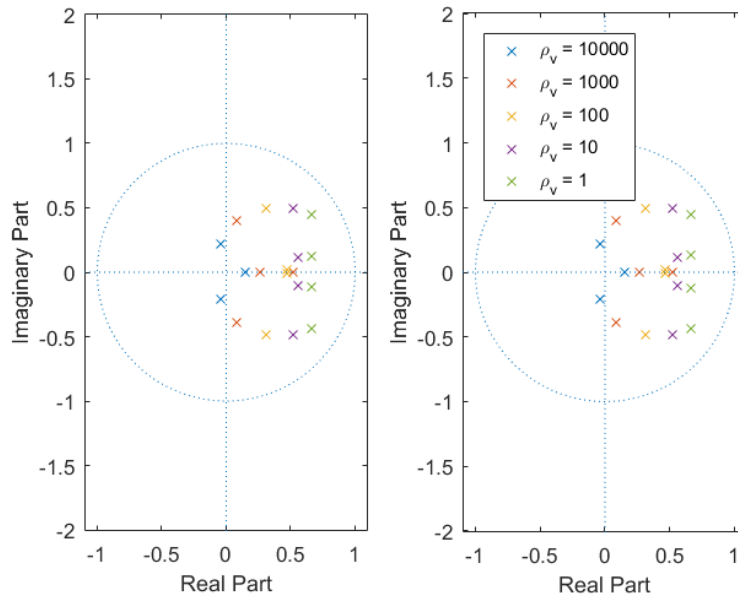 2
1.5
1
0.5
0
-0.5
-1
-1.5
-2
-1 -0.5 0 0.5 1
Real Part
Imaginary Part
2
1.5
1
0.5
0
-0.5
-1
-1.5
-2
-1 -0.5 0 0.5 1
Real Part
Imaginary Part
ρv = 10000
ρv = 1000
ρv = 100
ρv = 10
ρv = 1